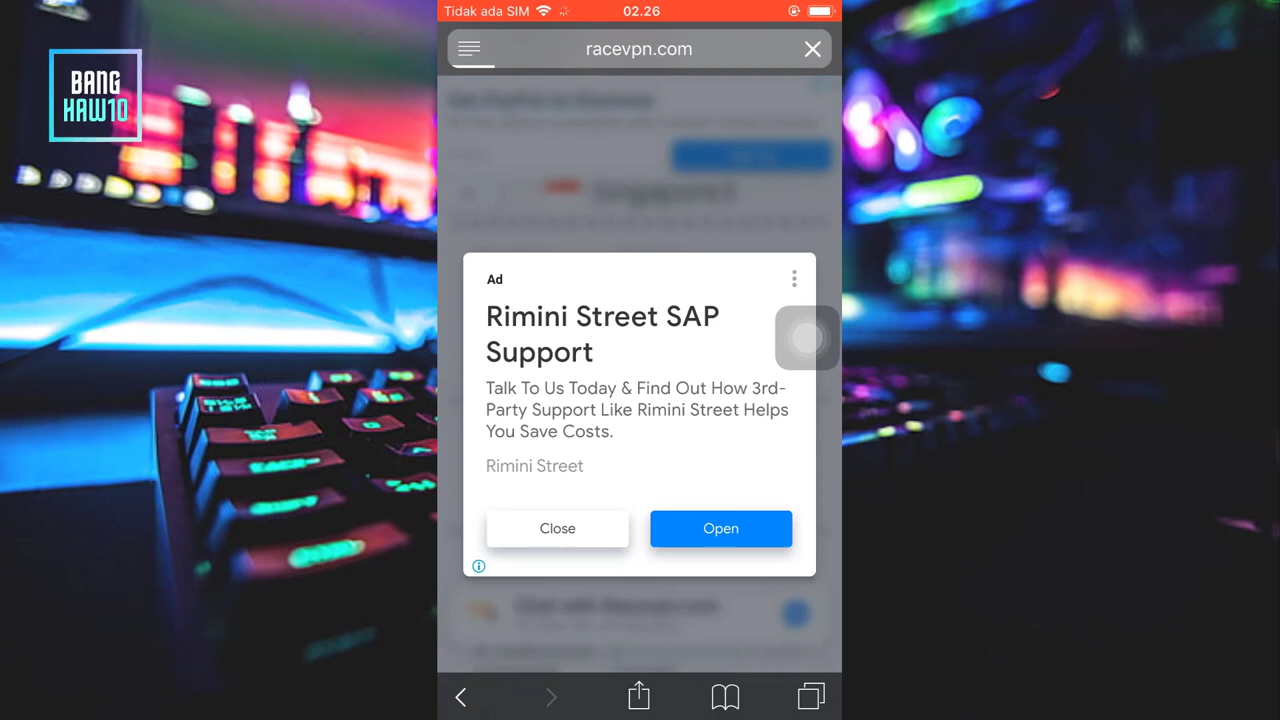 BANG
HAW10
Tidak ada SIM
02.26
racevpn.com
Ad
Rimini Street SAP
Support
Talk To Us Today & Find Out How 3rd-
Party Support Like Rimini Street Helps
You Save Costs.
Rimini Street
Close
Open